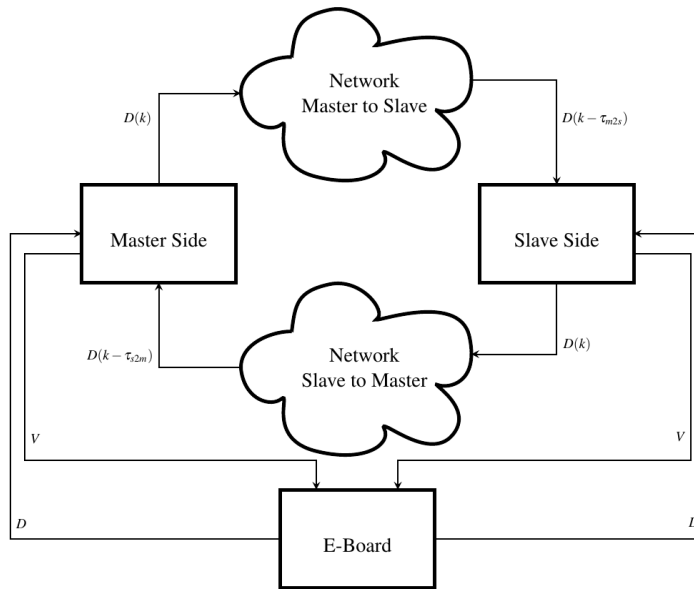 Network
Master to Slave
D(k)
D(k − τm2s)
Master Side
Slave Side
D(k − τs2m)
Network
Slave to Master
D(k)
V
V
D
E-Board
D